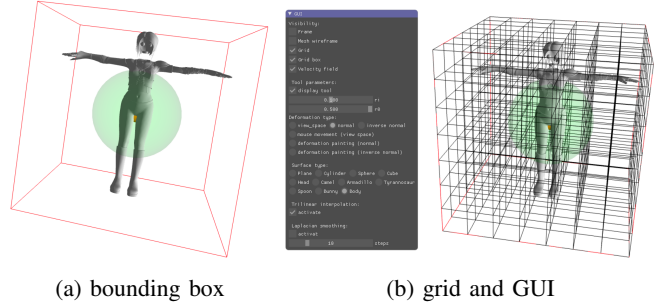 GUI
Visibility:
Frame
Mesh wireframe
Grid
Grid box
Velocity field
Tool parameters:
display tool
ri
ro
Deformation type:
view_space normal inverse normal
mouse movement (view space)
deformation painting (normal)
deformation painting (inverse normal)
Surface type:
Plane Cylinder Sphere Cube
Head Camel Armadillo Tyrannosaur
Spoon Bunny Body
Trilinear interpolation:
activate
Laplacian smoothing:
activat
10 steps
(a) bounding box
(b) grid and GUI